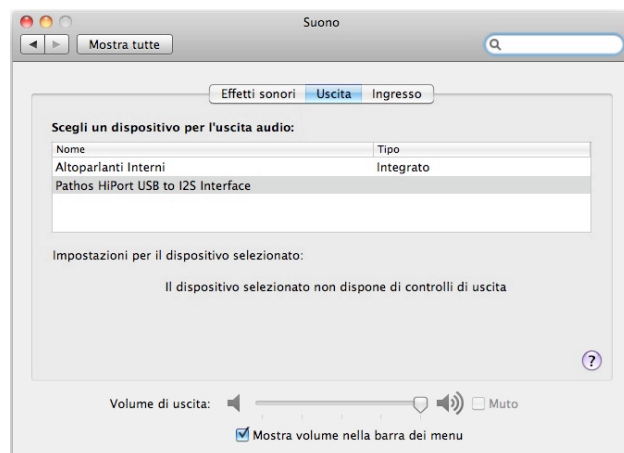 Suono
Mostra tutte
Effetti sonori Uscita Ingresso
Scegli un dispositivo per l'uscita audio:
Nome Tipo
Altoparlanti Interni Integrato
Pathos HiPort USB to I2S Interface
Impostazioni per il dispositivo selezionato:
Il dispositivo selezionato non dispone di controlli di uscita
?
Volume di uscita: Muto
Mostra volume nella barra dei menu